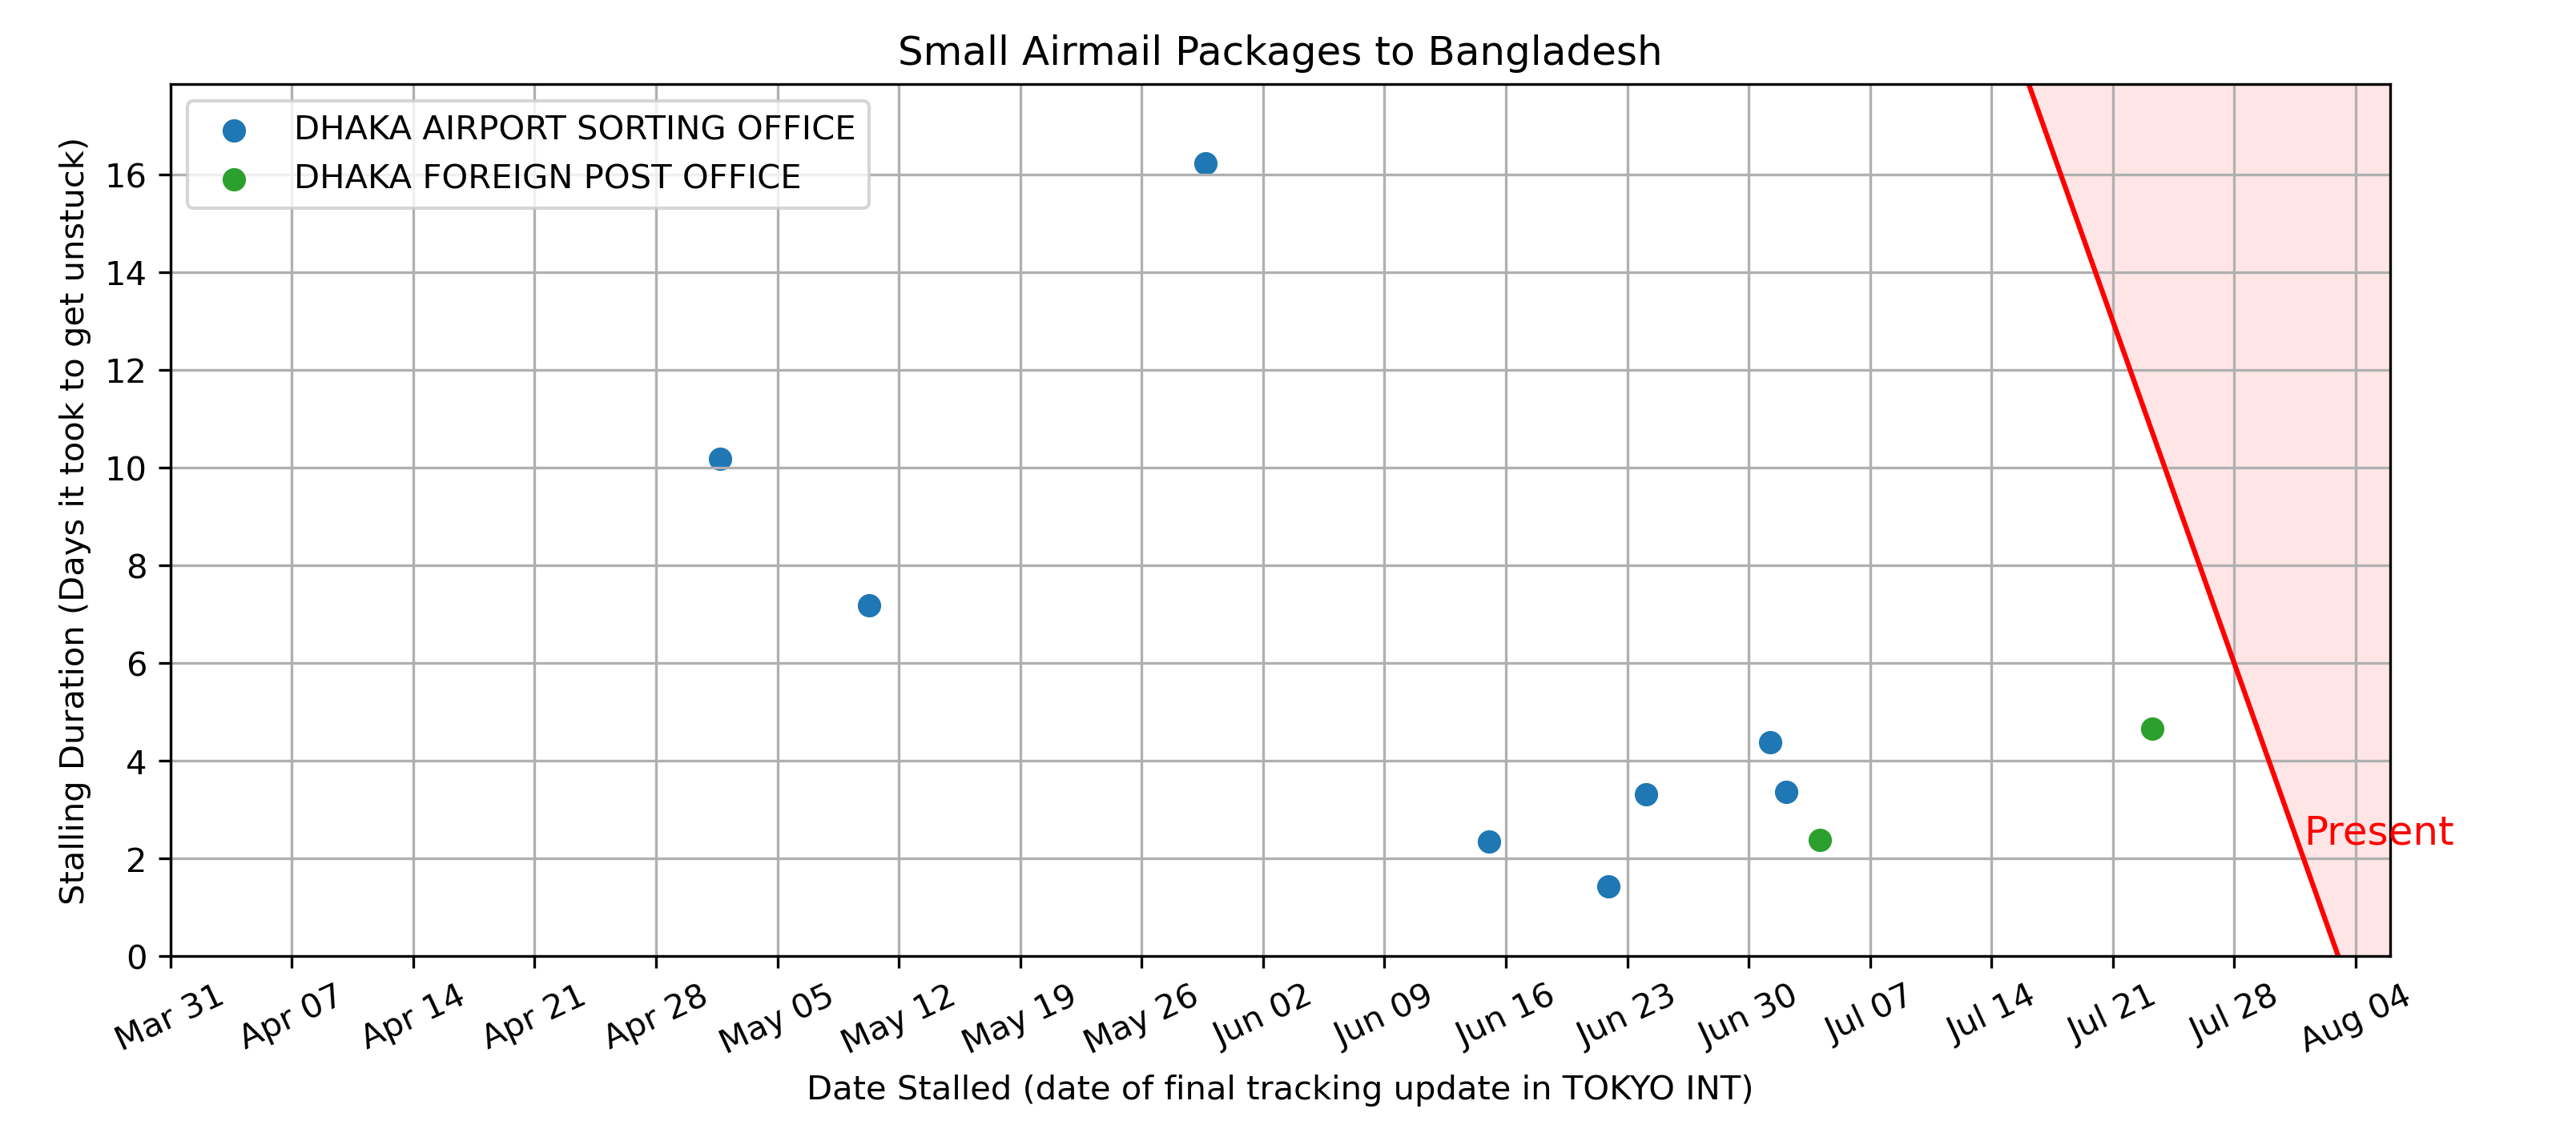 Small Airmail Packages to Bangladesh
DHAKA AIRPORT SORTING OFFICE
DHAKA FOREIGN POST OFFICE
Stalling Duration (Days it took to get unstuck)
16
14
12
10
8
6
4
2
0
Present
Mar 31 Apr 07 Apr 14 Apr 21 Apr 28 May 05 May 12 May 19 May 26 Jun 02 Jun 09 Jun 16 Jun 23 Jun 30 Jul 07 Jul 14 Jul 21 Jul 28 Aug 04
Date Stalled (date of final tracking update in TOKYO INT)